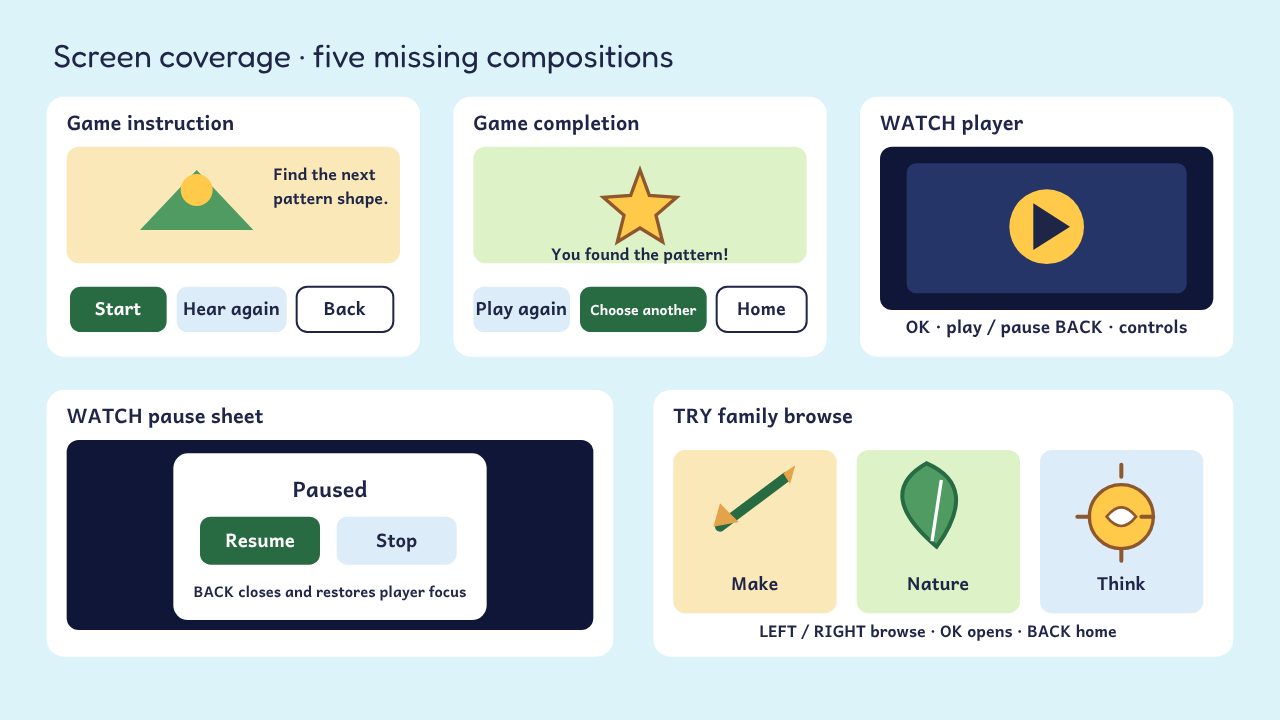 Screen coverage · five missing compositions
Game instruction
Find the next
pattern shape.
Start
Hear again
Back
Game completion
You found the pattern!
Play again
Choose another
Home
WATCH player
OK · play / pause BACK · controls
WATCH pause sheet
Paused
Resume
Stop
BACK closes and restores player focus
TRY family browse
Make
Nature
Think
LEFT / RIGHT browse · OK opens · BACK home